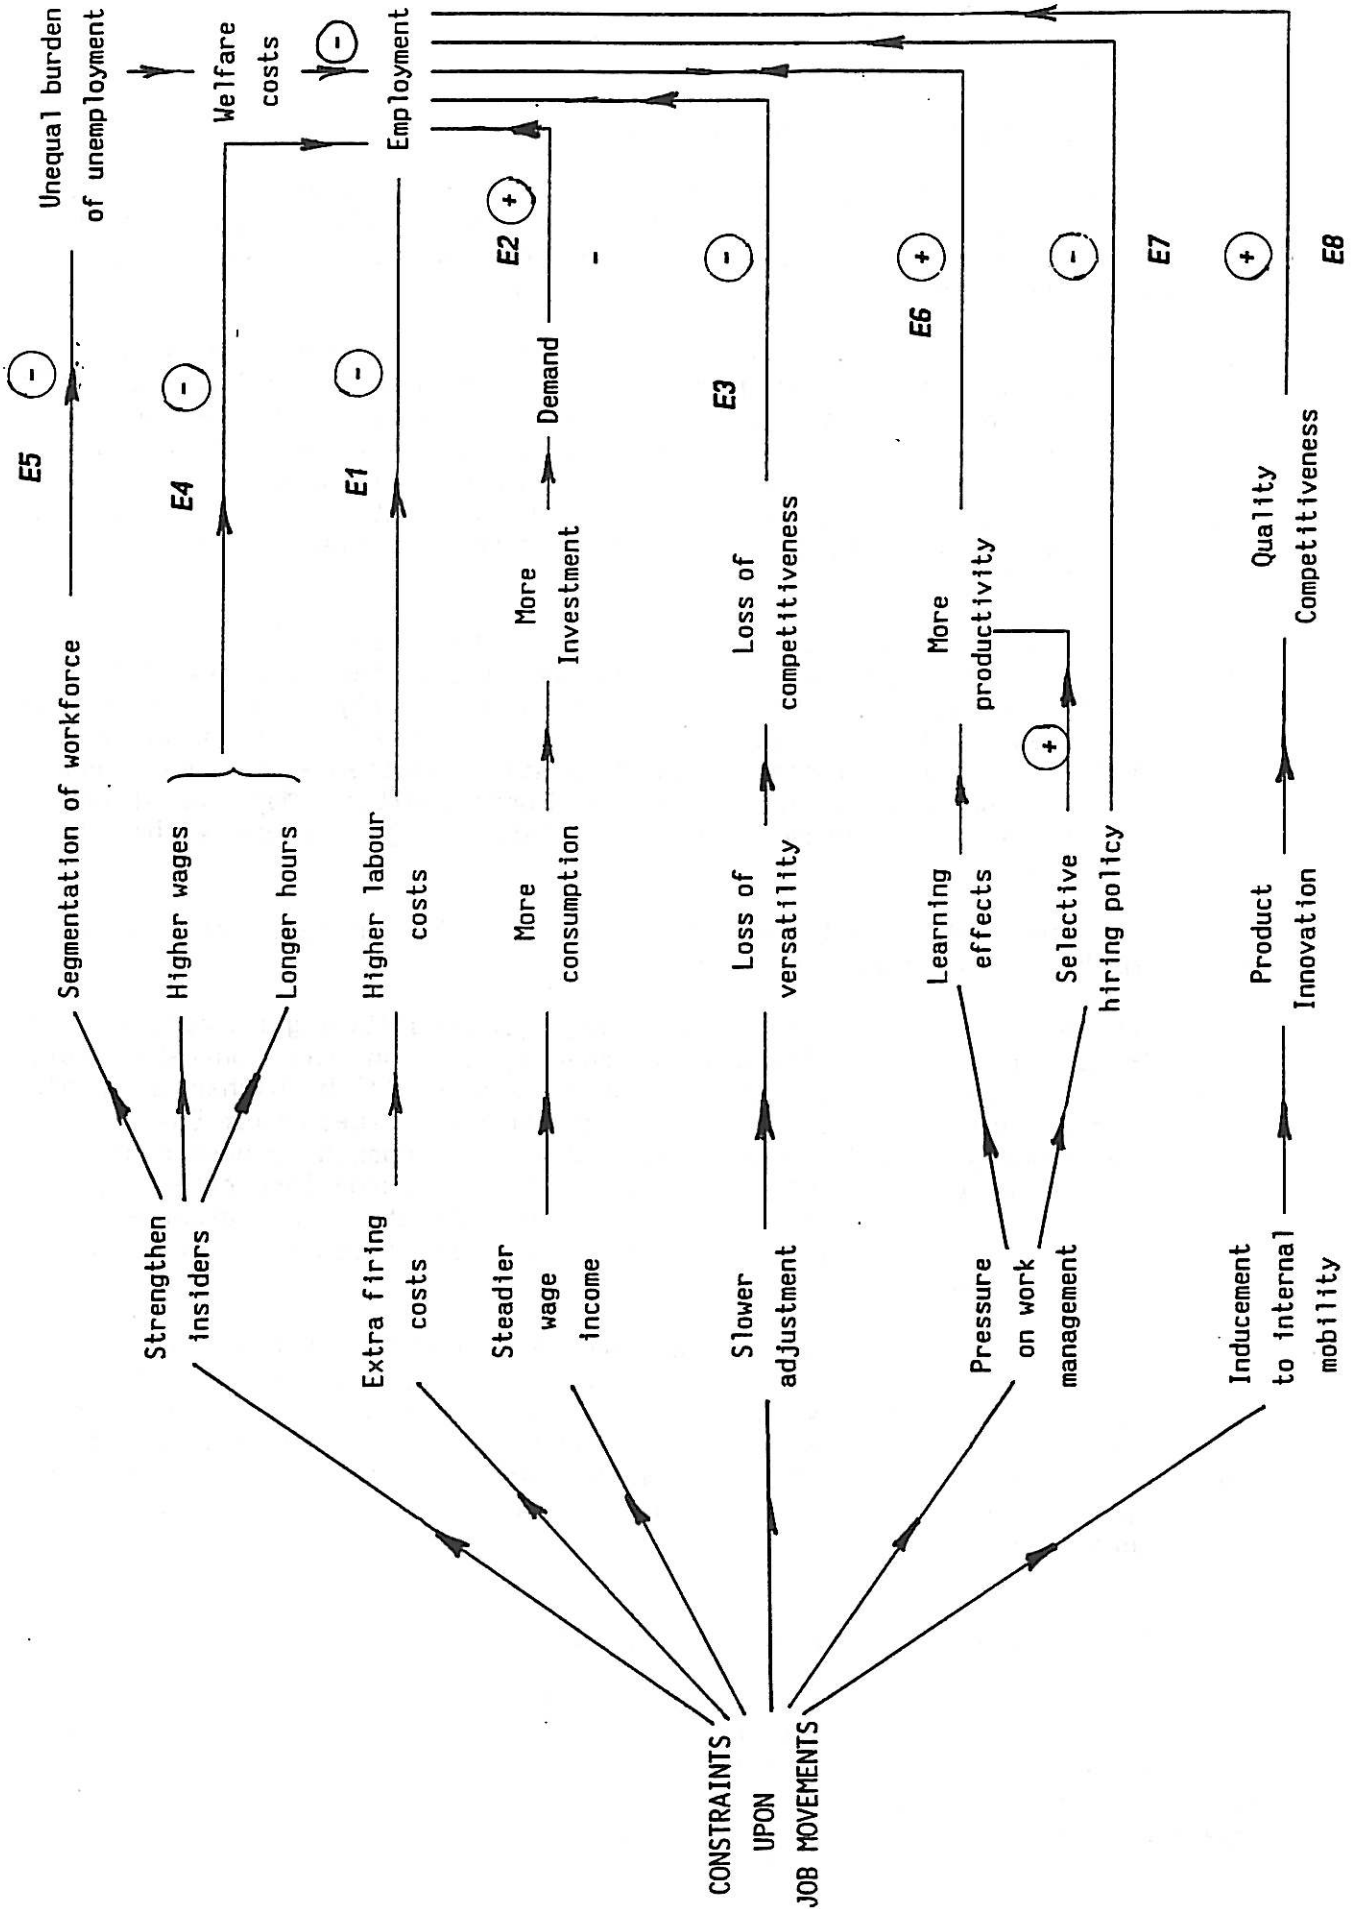 CONSTRAINTS
UPON
JOB MOVEMENTS
Strengthen
insiders
Extra firing
costs
Steadier
wage
income
Slower
adjustment
Pressure
on work
management
Inducement
to internal
mobility
Segmentation of workforce
Higher wages
Longer hours
Higher labour
costs
More
consumption
Loss of
versatility
Learning
effects
Selective
hiring policy
Product
Innovation
More
Investment
Loss of
competitiveness
More
productivity
+
Quality
Competitiveness
Demand
E5
-
E4
-
E1
-
E2
+
-
E3
-
E6
+
-
E7
+
E8
Unequal burden
of unemployment
Welfare
costs
-
Employment